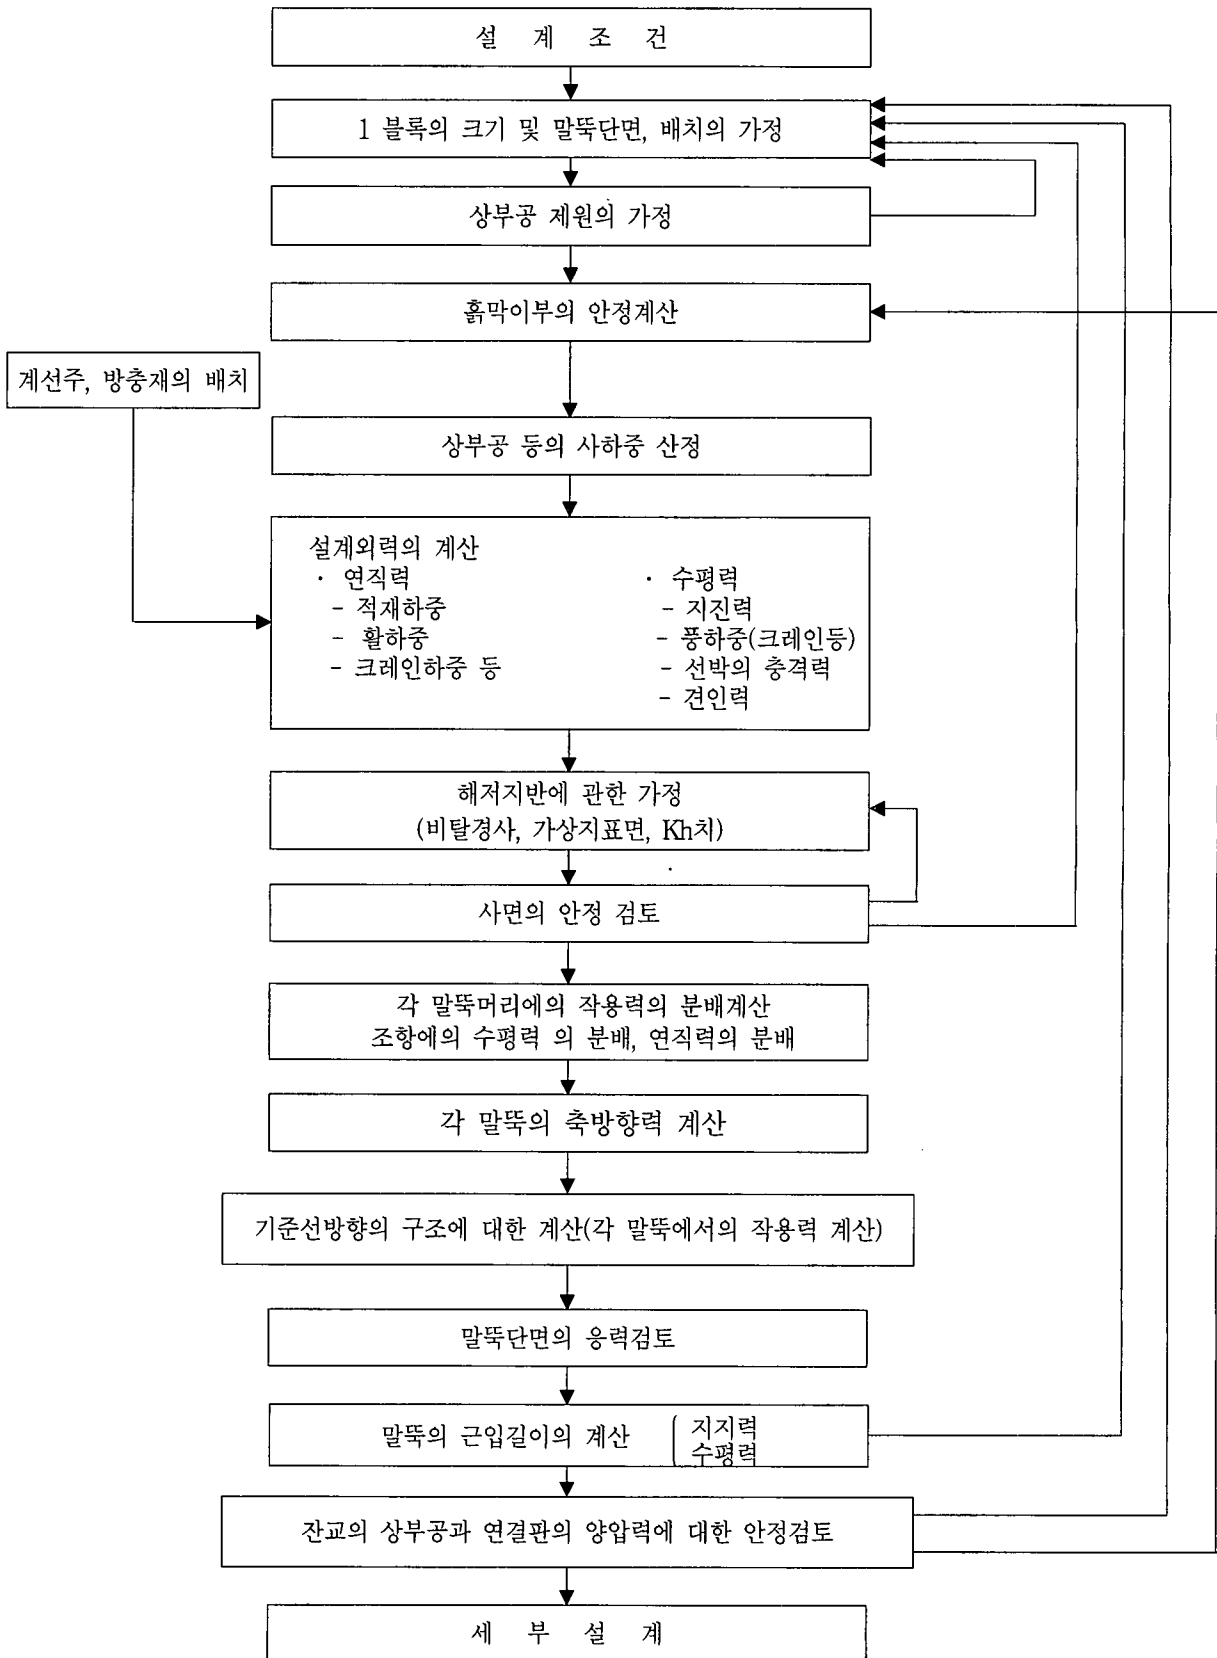 설 계 조 건
1 블록의 크기 및 말뚝단면, 배치의 가정
상부공 제원의 가정
흙막이부의 안정계산
계선주, 방충재의 배치
상부공 등의 사하중 산정
설계외력의 계산
· 연직력
- 적재하중
- 활하중
- 크레인하중 등
· 수평력
- 지진력
- 풍하중(크레인등)
- 선박의 충격력
- 견인력
해저지반에 관한 가정
(비탈경사, 가상지표면, Kh치)
사면의 안정 검토
각 말뚝머리에의 작용력의 분배계산
조항에의 수평력 의 분배, 연직력의 분배
각 말뚝의 축방향력 계산
기준선방향의 구조에 대한 계산(각 말뚝에서의 작용력 계산)
말뚝단면의 응력검토
말뚝의 근입길이의 계산
지지력
수평력
잔교의 상부공과 연결판의 양압력에 대한 안정검토
세 부 설 계